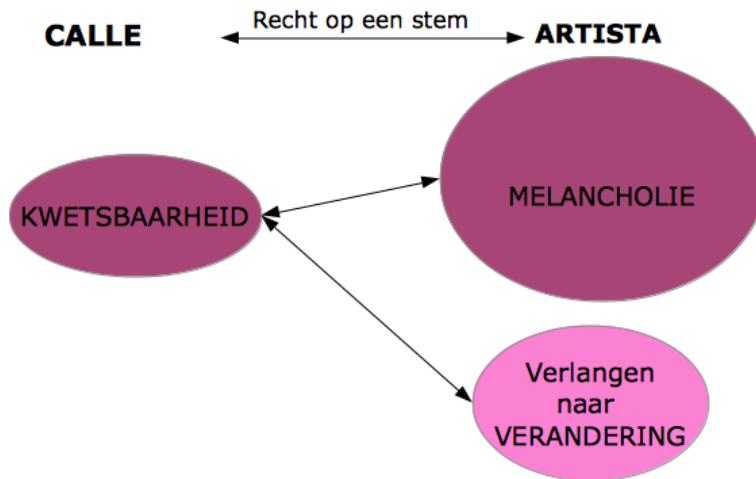 CALLE
Recht op een stem
ARTISTA
KWETSBAARHEID
MELANCHOLIE
Verlangen
naar
VERANDERING